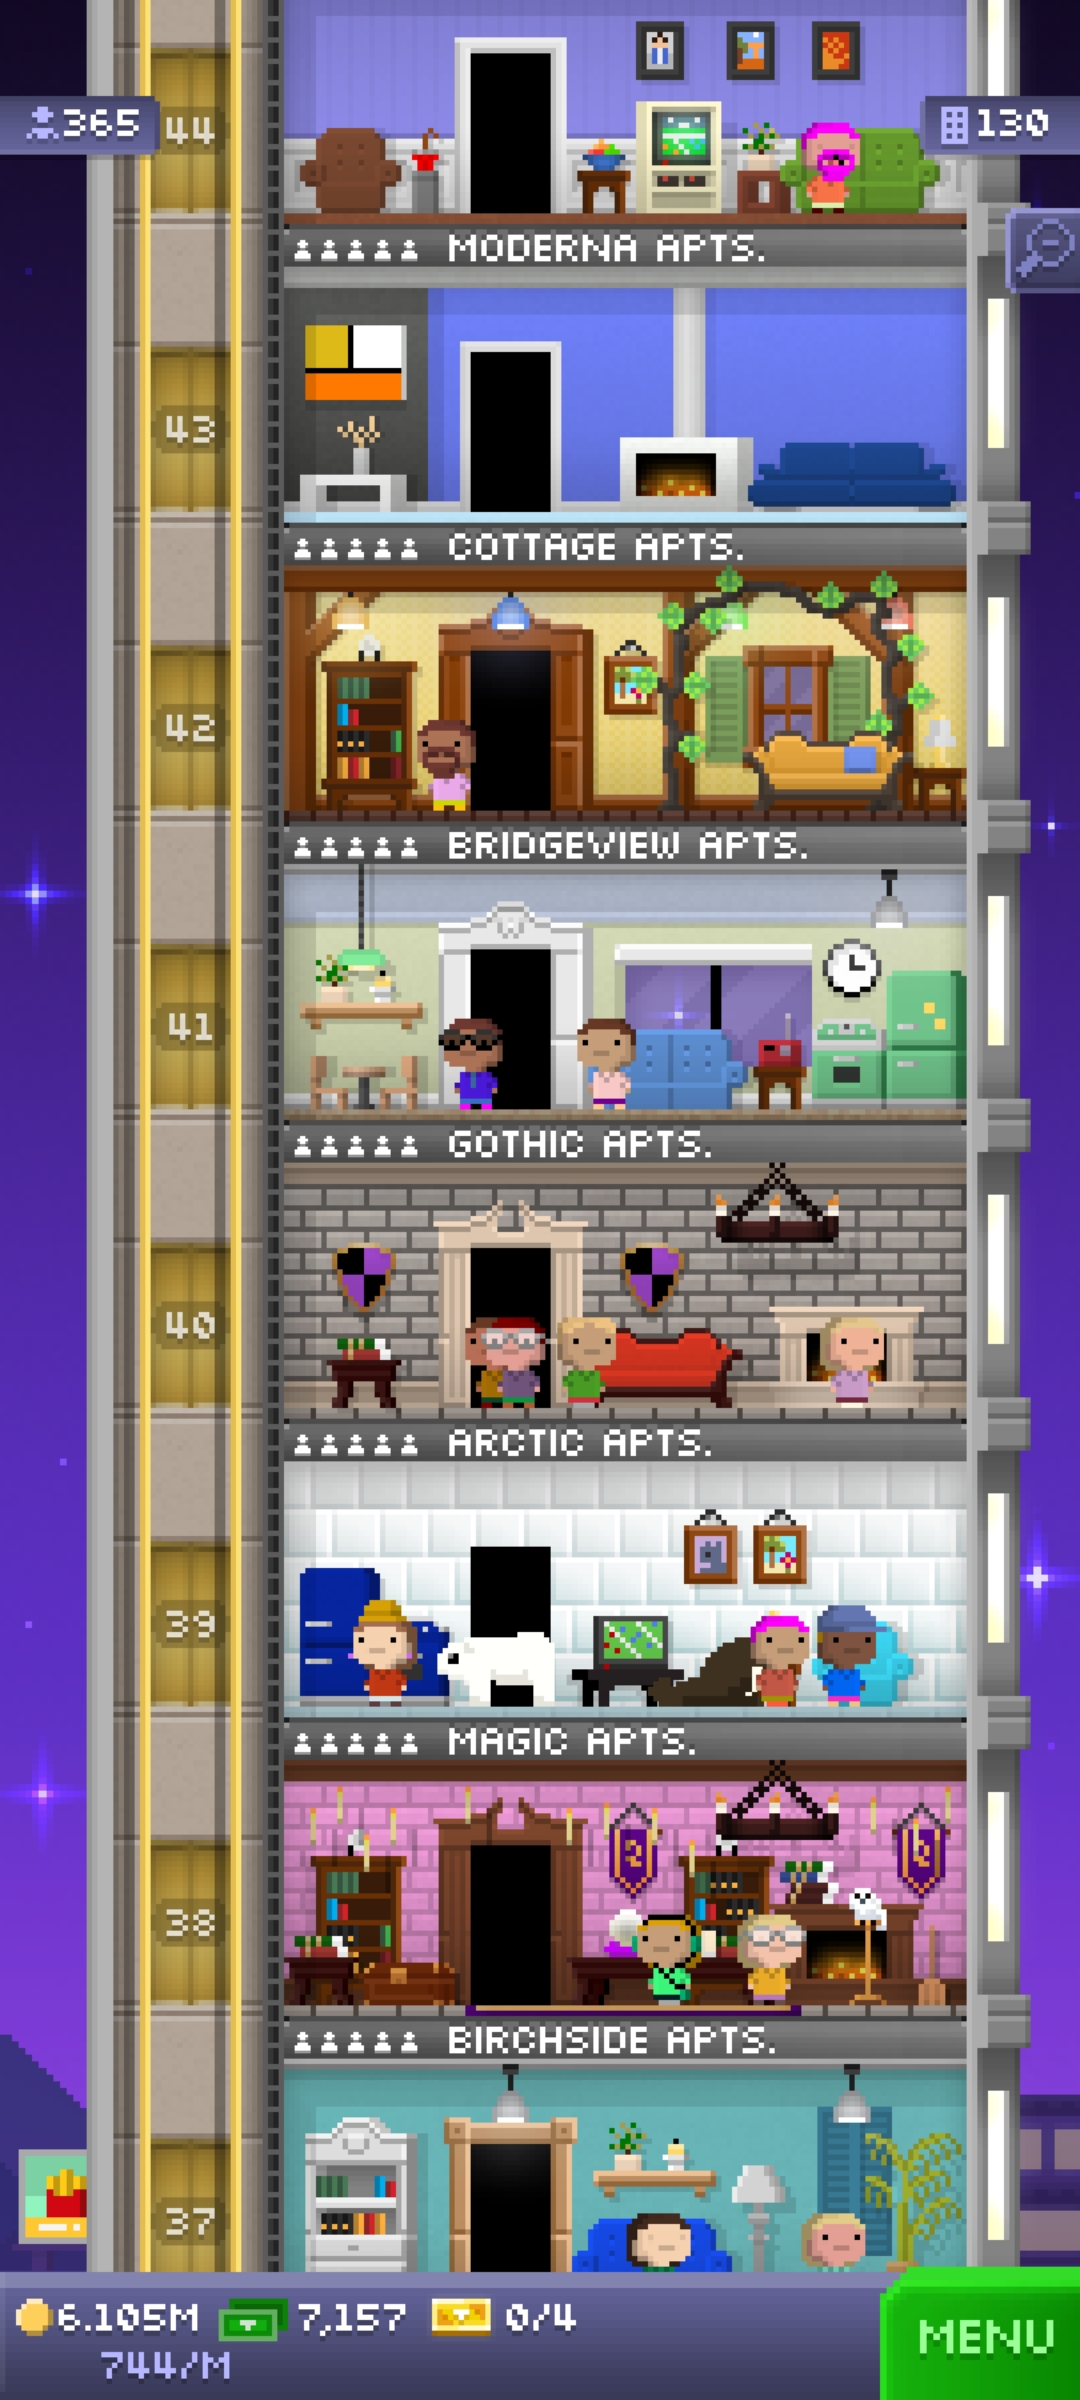 365
44
130
MODERNA APTS.
43
COTTAGE APTS.
42
BRIDGEVIEW APTS.
41
GOTHIC APTS.
40
ARCTIC APTS.
39
MAGIC APTS.
38
BIRCHSIDE APTS.
37
6.105M 7,157 0/4
744/M
MENU